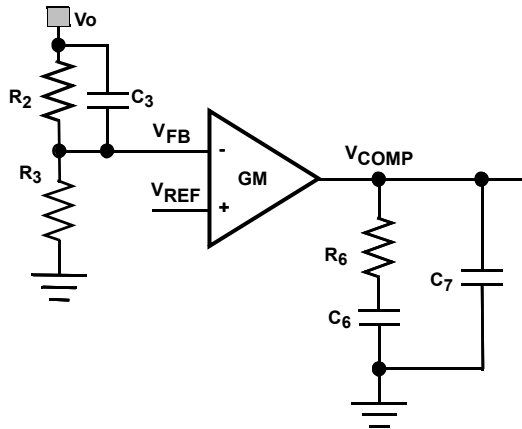 Vo
R2
C3
VFB
VCOMP
R3
-
GM
VREF
+
R6
C7
C6